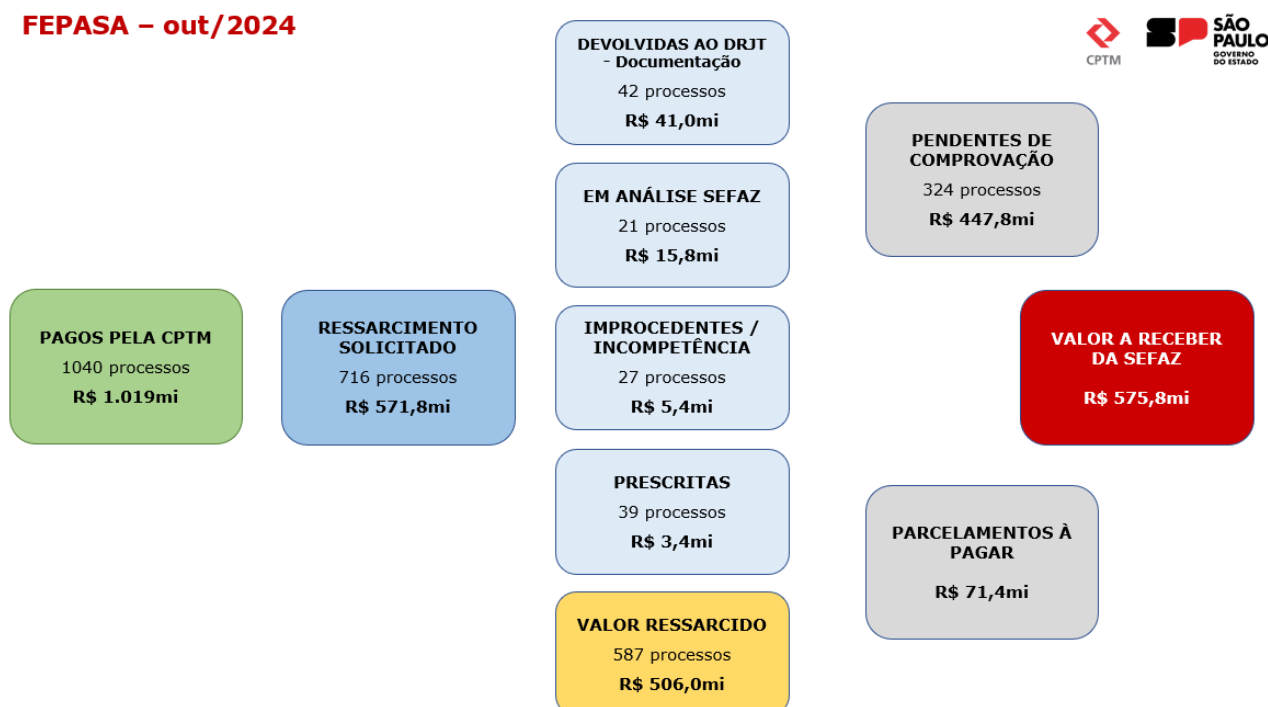 FEPASA – out/2024
CPTM
SÃO
PAULO
GOVERNO
DO ESTADO
PAGOS PELA CPTM
1040 processos
R$ 1.019mi
RESSARCIMENTO
SOLICITADO
716 processos
R$ 571,8mi
DEVOLVIDAS AO DRJT
- Documentação
42 processos
R$ 41,0mi
EM ANÁLISE SEFAZ
21 processos
R$ 15,8mi
IMPROCEDENTES /
INCOMPETÊNCIA
27 processos
R$ 5,4mi
PRESCRITAS
39 processos
R$ 3,4mi
VALOR RESSARCIDO
587 processos
R$ 506,0mi
PENDENTES DE
COMPROVAÇÃO
324 processos
R$ 447,8mi
PARCELAMENTOS À
PAGAR
R$ 71,4mi
VALOR A RECEBER
DA SEFAZ
R$ 575,8mi